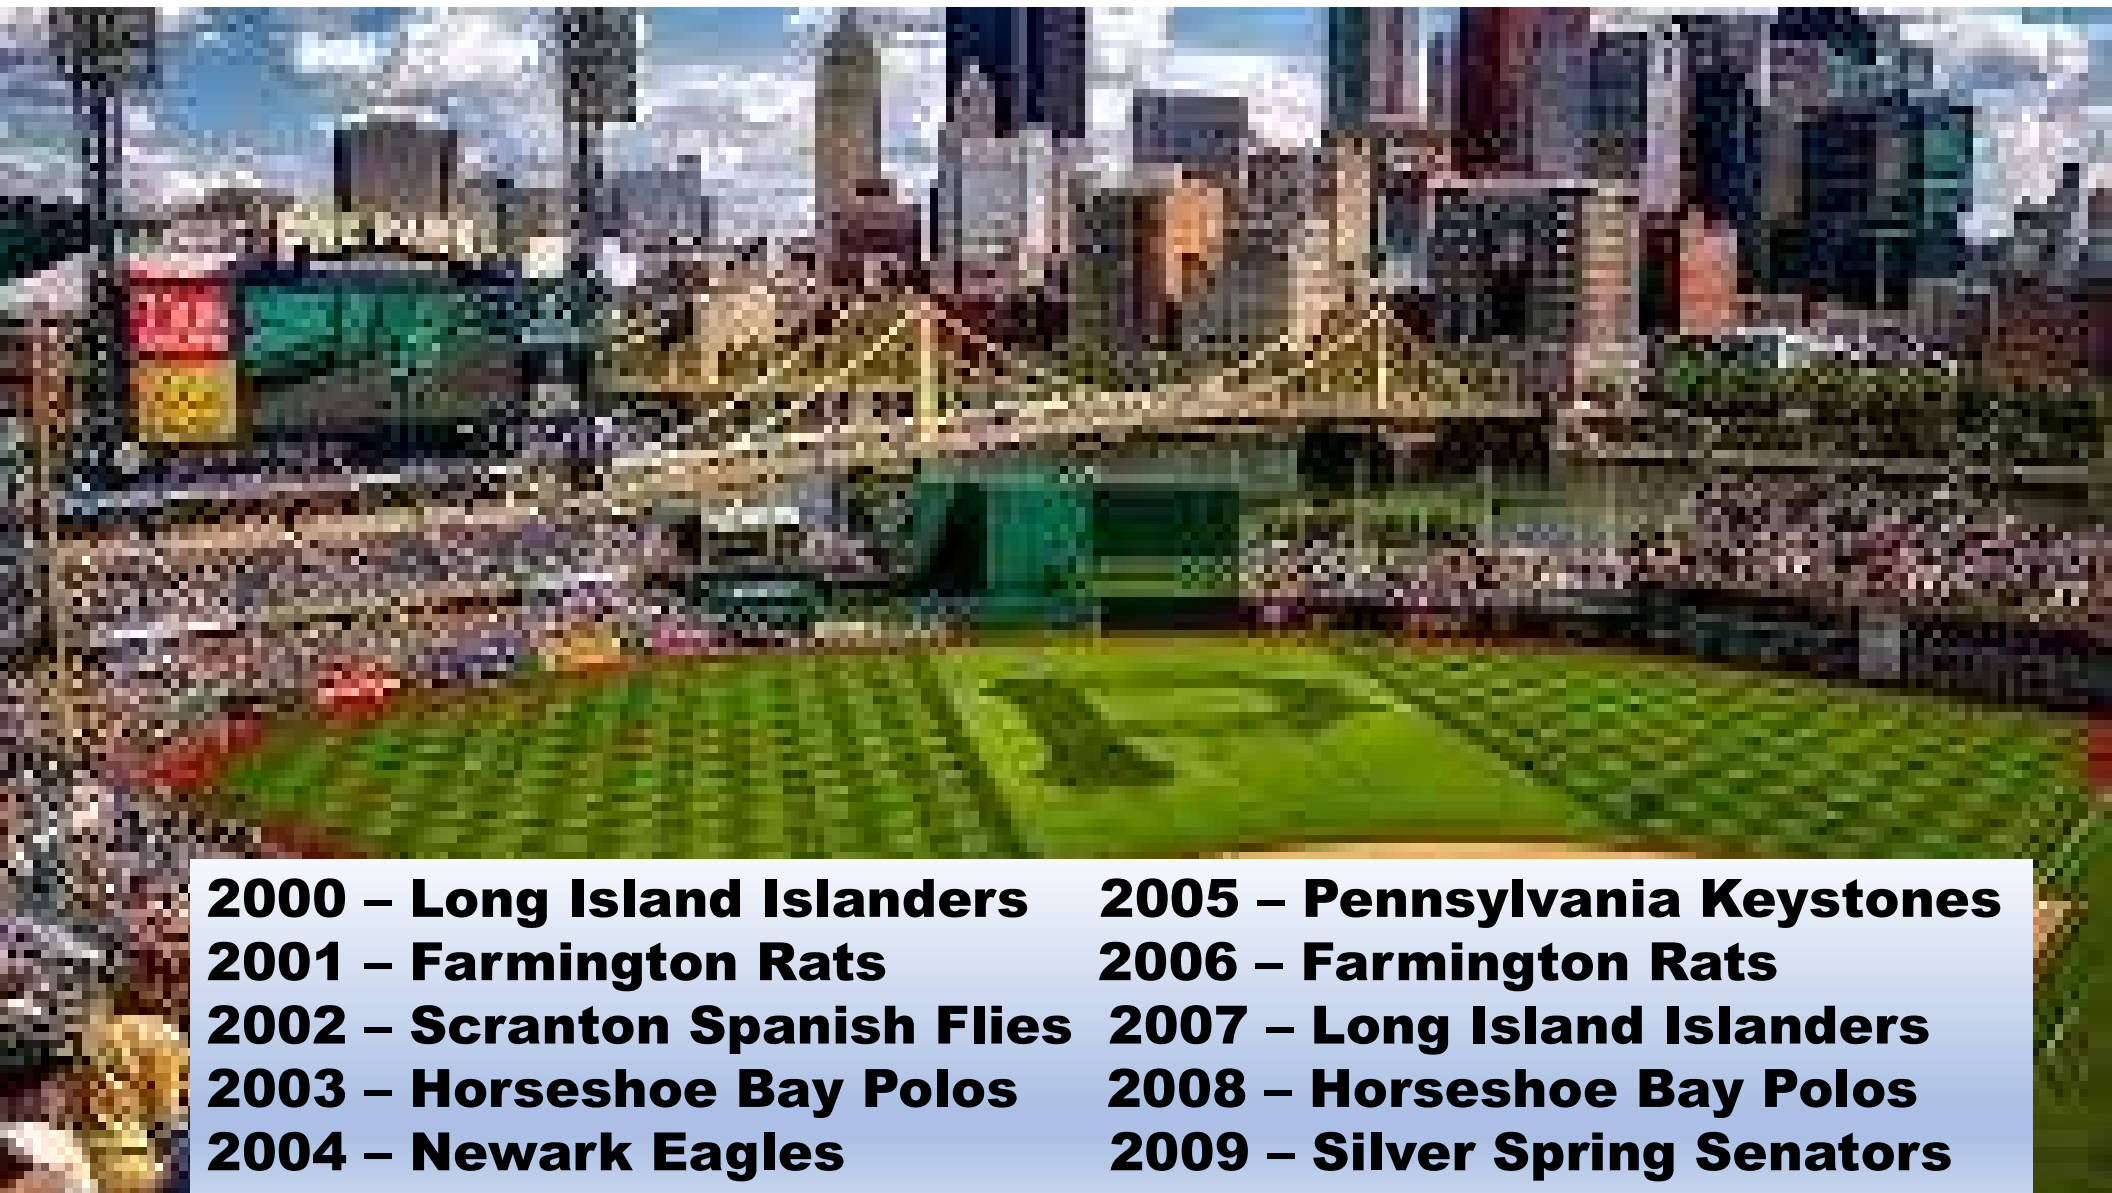 2000 – Long Island Islanders
2001 – Farmington Rats
2002 – Scranton Spanish Flies
2003 – Horseshoe Bay Polos
2004 – Newark Eagles
2005 – Pennsylvania Keystones
2006 – Farmington Rats
2007 – Long Island Islanders
2008 – Horseshoe Bay Polos
2009 – Silver Spring Senators